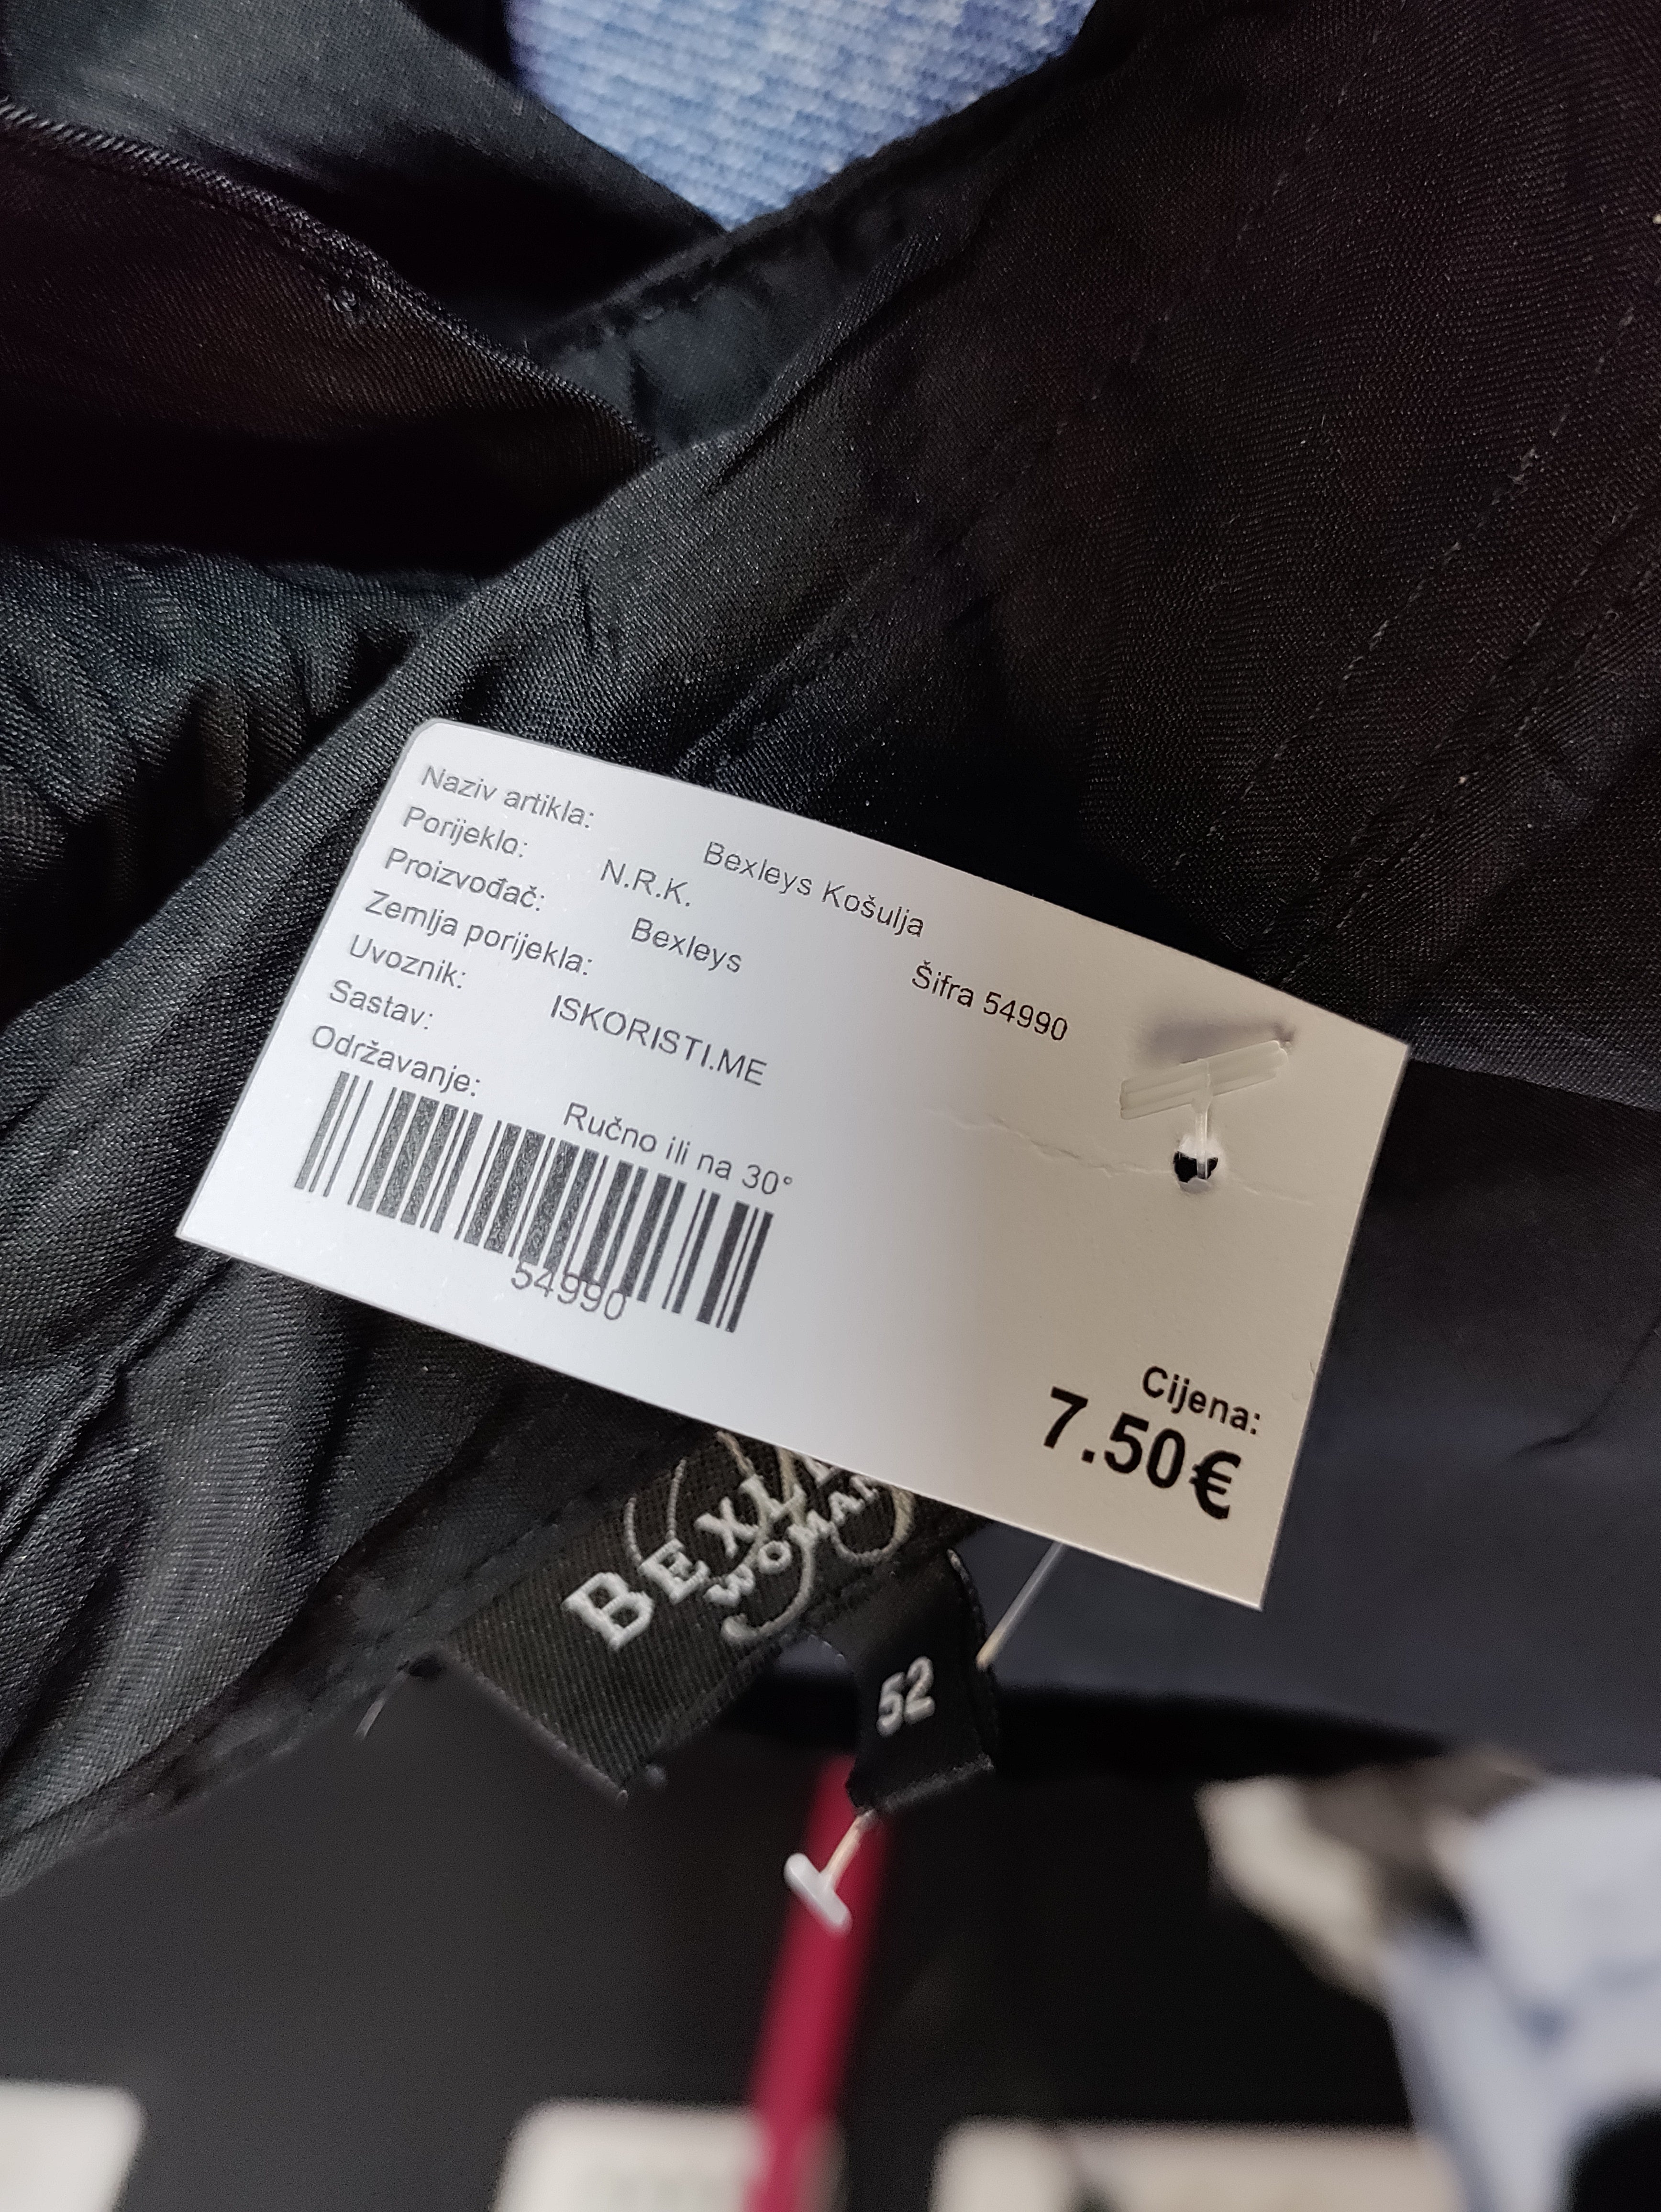 Naziv artikla: Bexleys Košulja
Porijeklo: N.R.K.
Proizvođač: Bexleys Šifra 54990
Zemlja porijekla:
Uvoznik: ISKORISTI.ME
Sastav:
Održavanje: Ručno ili na 30°
54990
Cijena:
7.50€
WOMAN
52